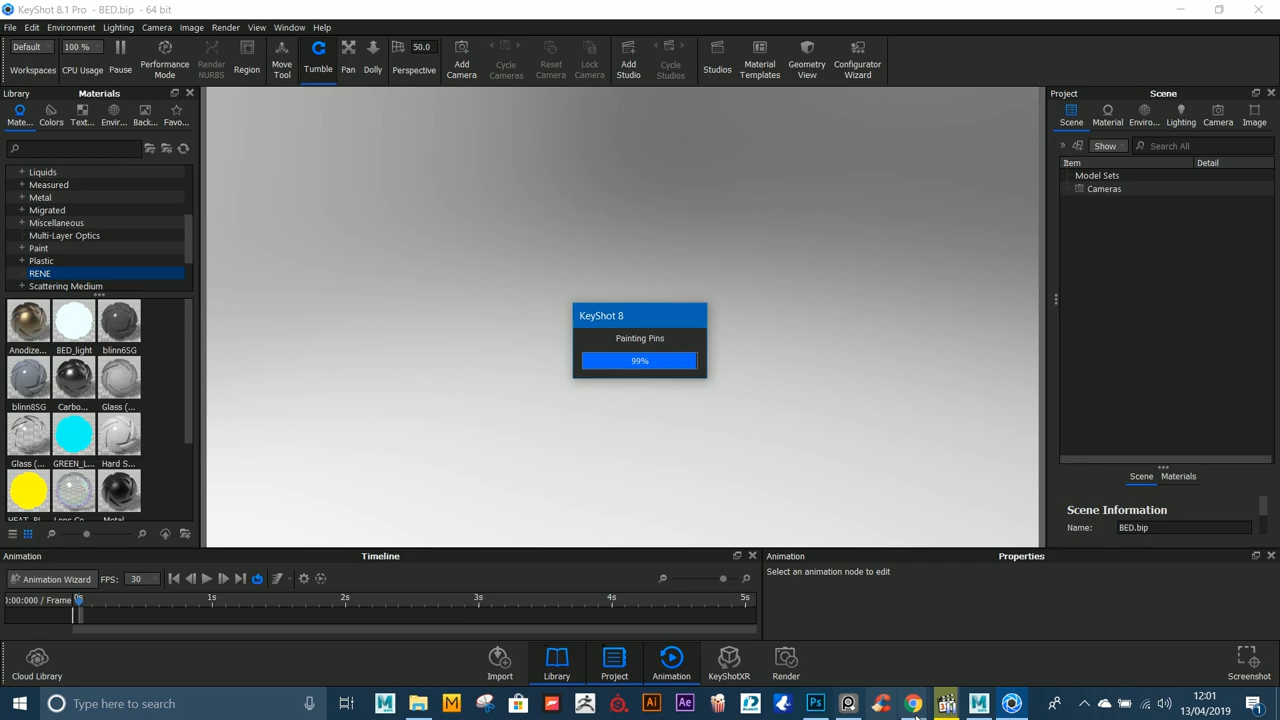 KeyShot 8.1 Pro - BED.bip - 64 bit
File Edit Environment Lighting Camera Image Render View Window Help
Default 100 % 50.0
Workspaces CPU Usage Pause Performance Mode Render NURBS Region Move Tool Tumble Pan Dolly Perspective Add Camera Cycle Cameras Reset Camera Lock Camera Add Studio Cycle Studios Studios Material Templates Geometry View Configurator Wizard
Library Materials
Mate... Colors Text... Envir... Back... Favo...
Liquids
Measured
Metal
Migrated
Miscellaneous
Multi-Layer Optics
Paint
Plastic
RENE
Scattering Medium
Anodize... BED_light blinn6SG
blinn8SG Carbo... Glass (...
Glass (... GREEN_L... Hard S...
KeyShot 8
Painting Pins
99%
Project Scene
Scene Material Enviro... Lighting Camera Image
» Show Search All
Item Detail
Model Sets
Cameras
Scene Materials
Scene Information
Name: BED.bip
Animation Timeline
Animation Wizard FPS: 30
0:00:000 / Frame 0s 1s 2s 3s 4s 5s
Animation Properties
Select an animation node to edit
Cloud Library Import Library Project Animation KeyShotXR Render Screenshot
Type here to search
12:01
13/04/2019